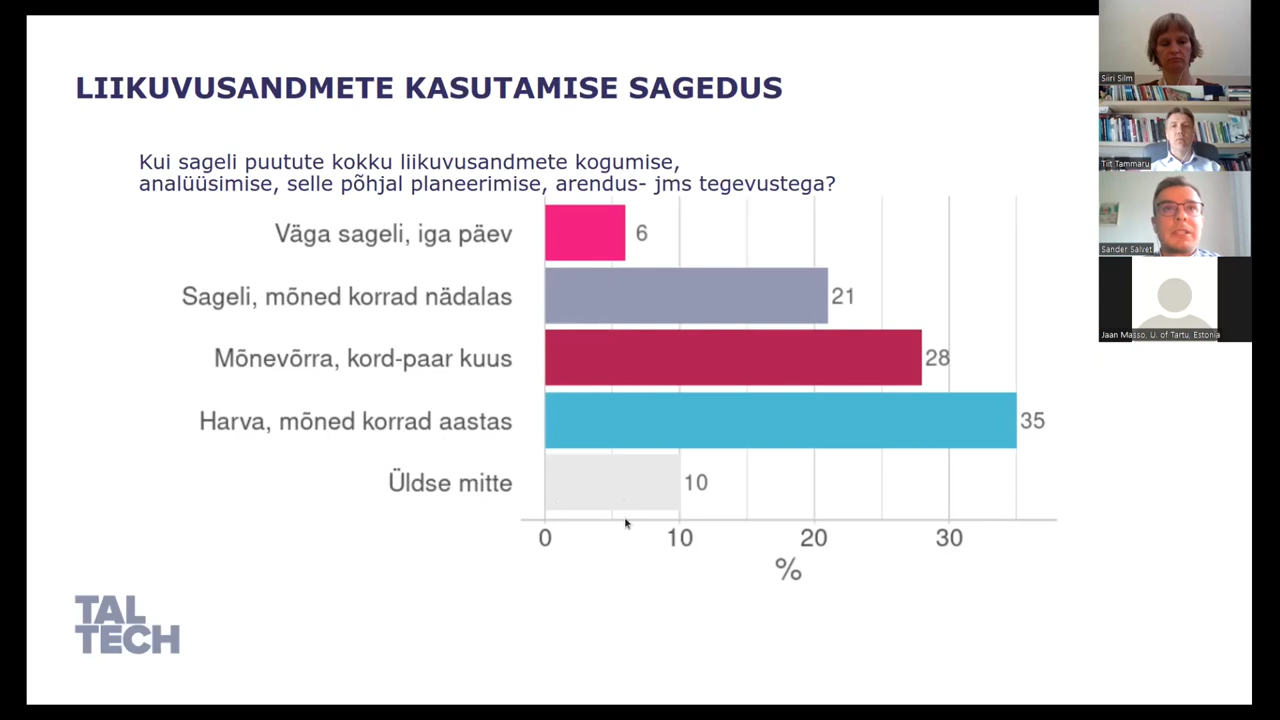 LIIKUVUSANDMETE KASUTAMISE SAGEDUS
Kui sageli puutute kokku liikuvusandmete kogumise,
analüüsimise, selle põhjal planeerimise, arendus- jms tegevustega?
Väga sageli, iga päev 6
Sageli, mõned korrad nädalas 21
Mõnevõrra, kord-paar kuus 28
Harva, mõned korrad aastas 35
Üldse mitte 10
0 10 20 30
%
TAL
TECH
Siiri Silm
Tiit Tammaru
Sander Salvet
Jaan Masso, U. of Tartu, Estonia